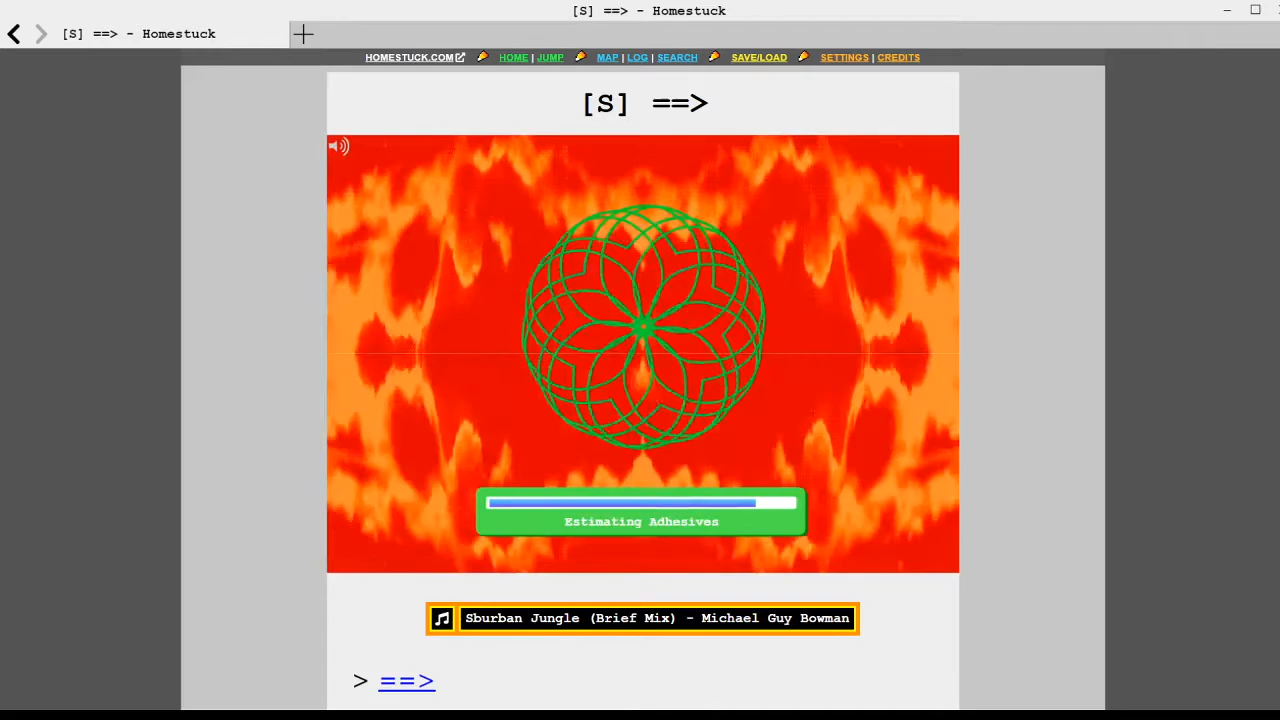 [S] ==> - Homestuck
[S] ==> - Homestuck
HOMESTUCK.COM HOME | JUMP MAP | LOG | SEARCH SAVE/LOAD SETTINGS | CREDITS
[S] ==>
Estimating Adhesives
Sburban Jungle (Brief Mix) - Michael Guy Bowman
> ==>